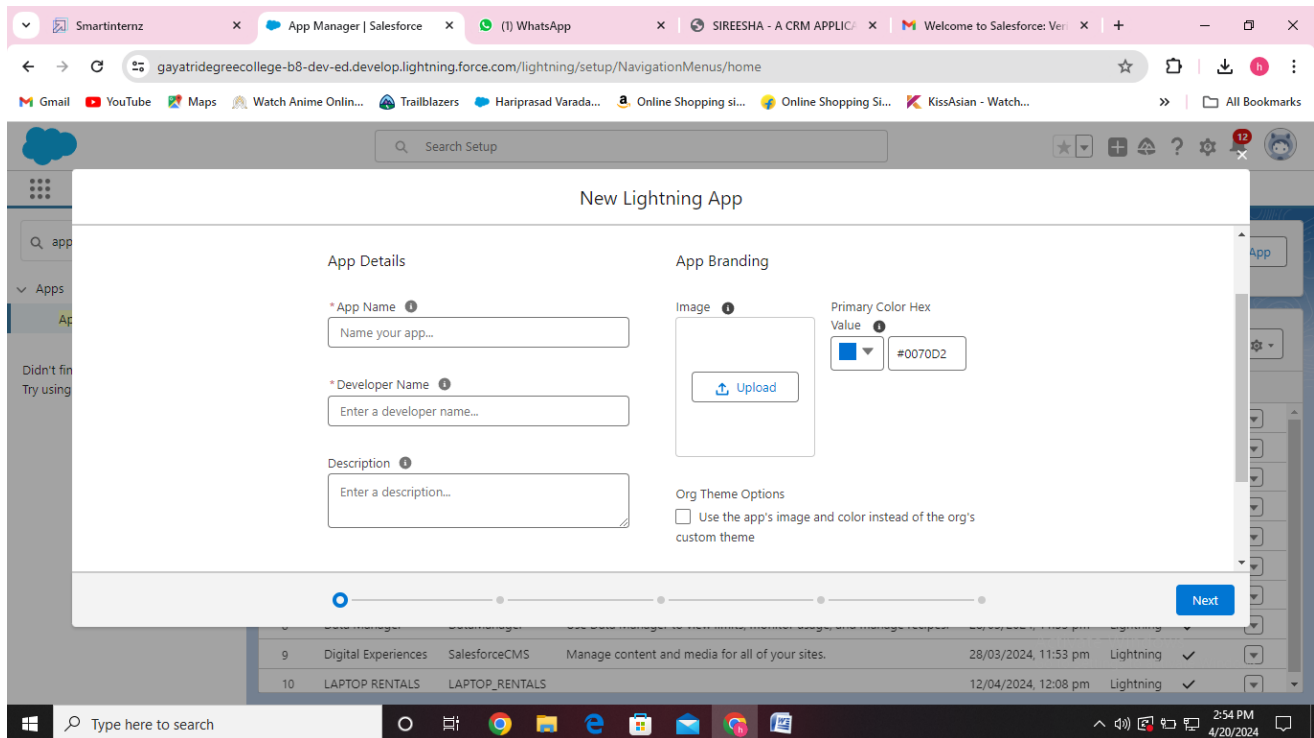 Smartinternz
App Manager | Salesforce
(1) WhatsApp
SIREESHA - A CRM APPLICA
Welcome to Salesforce: Veri
gayatridegreecollege-b8-dev-ed.develop.lightning.force.com/lightning/setup/NavigationMenus/home
h
Gmail
YouTube
Maps
Watch Anime Onlin...
Trailblazers
Hariprasad Varada...
Online Shopping si...
Online Shopping Si...
KissAsian - Watch...
»
All Bookmarks
Search Setup
12
New Lightning App
app
App
Apps
Ap
Didn't fin
Try using
App Details
App Branding
*App Name
Name your app...
Image
Primary Color Hex
Value
#0070D2
Upload
*Developer Name
Enter a developer name...
Description
Enter a description...
Org Theme Options
Use the app's image and color instead of the org's
custom theme
Next
9 Digital Experiences SalesforceCMS Manage content and media for all of your sites. 28/03/2024, 11:53 pm Lightning
10 LAPTOP RENTALS LAPTOP_RENTALS 12/04/2024, 12:08 pm Lightning
Type here to search
2:54 PM
4/20/2024